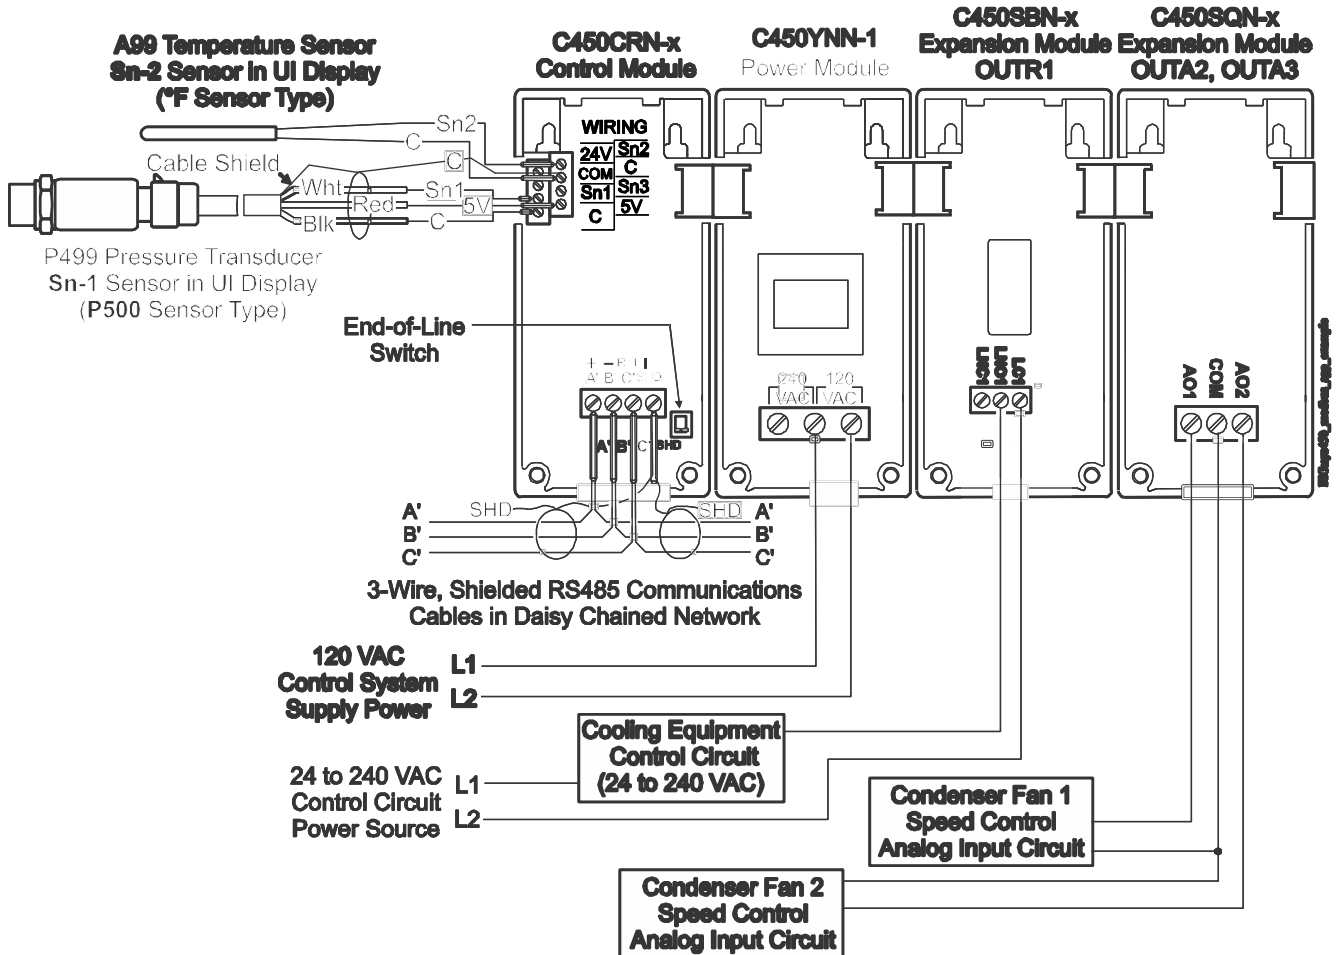 A99 Temperature Sensor
Sn-2 Sensor in UI Display
(°F Sensor Type)
C450CRN-x
Control Module
C450YNN-1
Power Module
C450SBN-x
Expansion Module
OUTR1
C450SQN-x
Expansion Module
OUTA2, OUTA3
Sn2
C
Cable Shield
C
Wht
Sn1
Red
5V
Blk
C
WIRING
24V Sn2
COM C
Sn1 Sn3
C 5V
P499 Pressure Transducer
Sn-1 Sensor in UI Display
(P500 Sensor Type)
End-of-Line
Switch
A' B' C'
240
VAC
120
VAC
LNC1
LNO1
LC1
AO1
COM
AO2
A' B' C' SHD
SHD
SHD
A'
B'
C'
A'
B'
C'
3-Wire, Shielded RS485 Communications
Cables in Daisy Chained Network
120 VAC
Control System
Supply Power
L1
L2
Cooling Equipment
Control Circuit
(24 to 240 VAC)
24 to 240 VAC
Control Circuit
Power Source
L1
L2
Condenser Fan 1
Speed Control
Analog Input Circuit
Condenser Fan 2
Speed Control
Analog Input Circuit